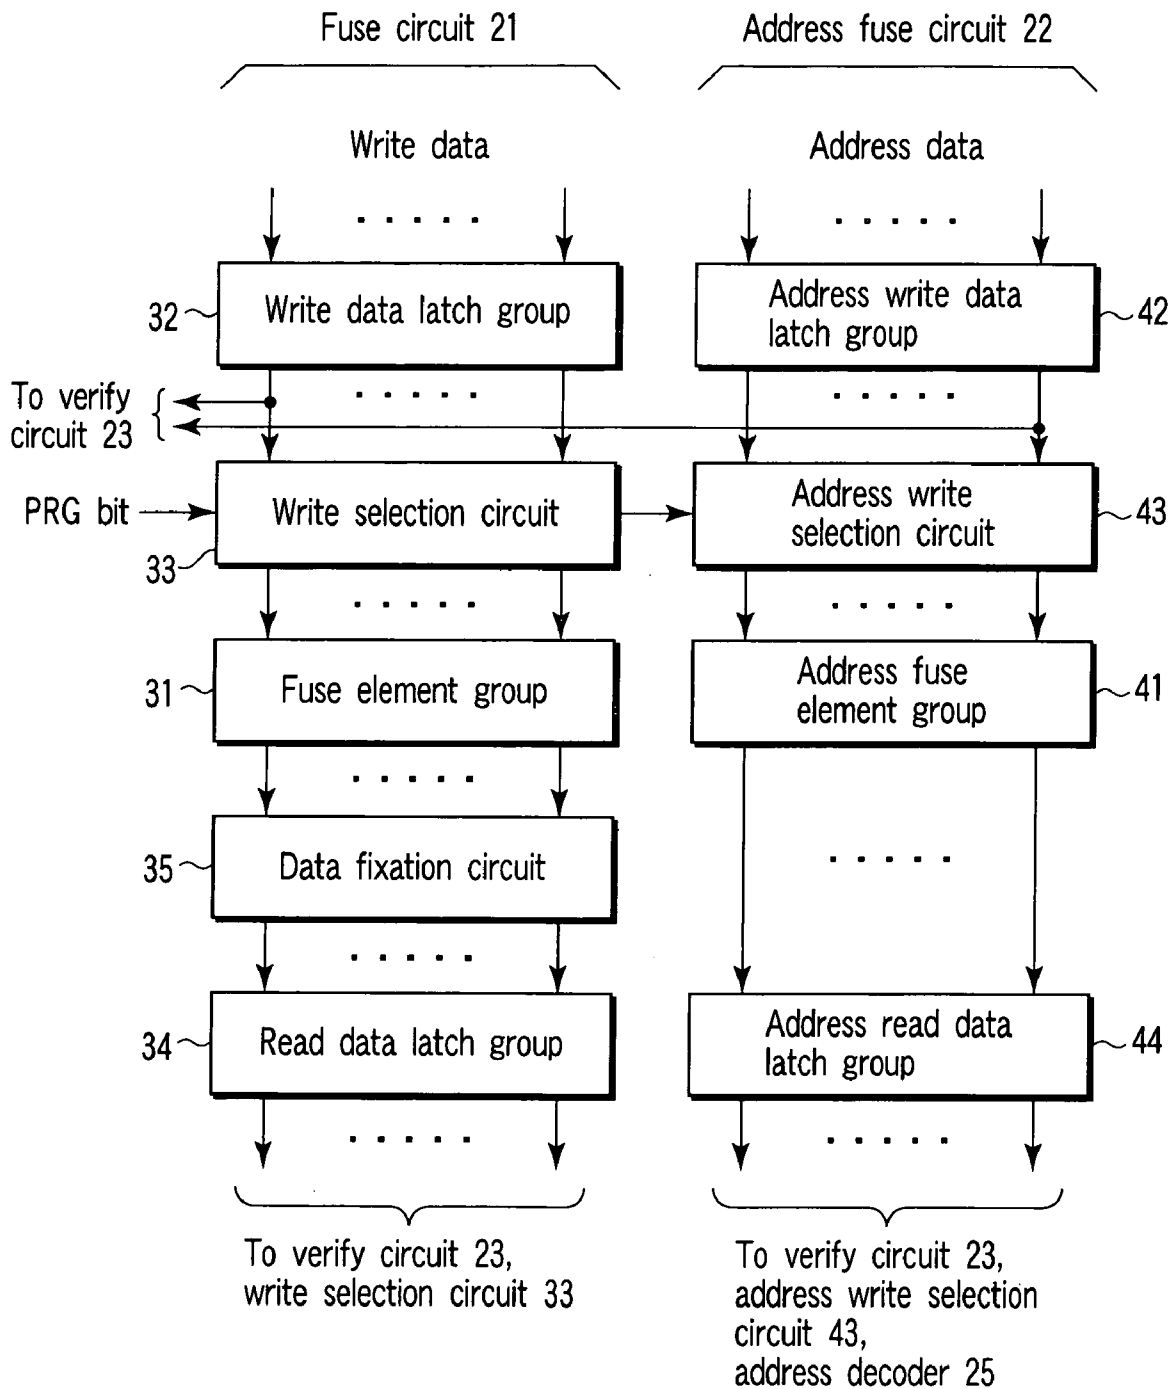 Fuse circuit 21
Address fuse circuit 22
Write data
Address data
Write data latch group
32
Address write data
latch group
42
To verify
circuit 23
PRG bit
Write selection circuit
33
Address write
selection circuit
43
Fuse element group
31
Address fuse
element group
41
Data fixation circuit
35
Read data latch group
34
Address read data
latch group
44
To verify circuit 23,
write selection circuit 33
To verify circuit 23,
address write selection
circuit 43,
address decoder 25